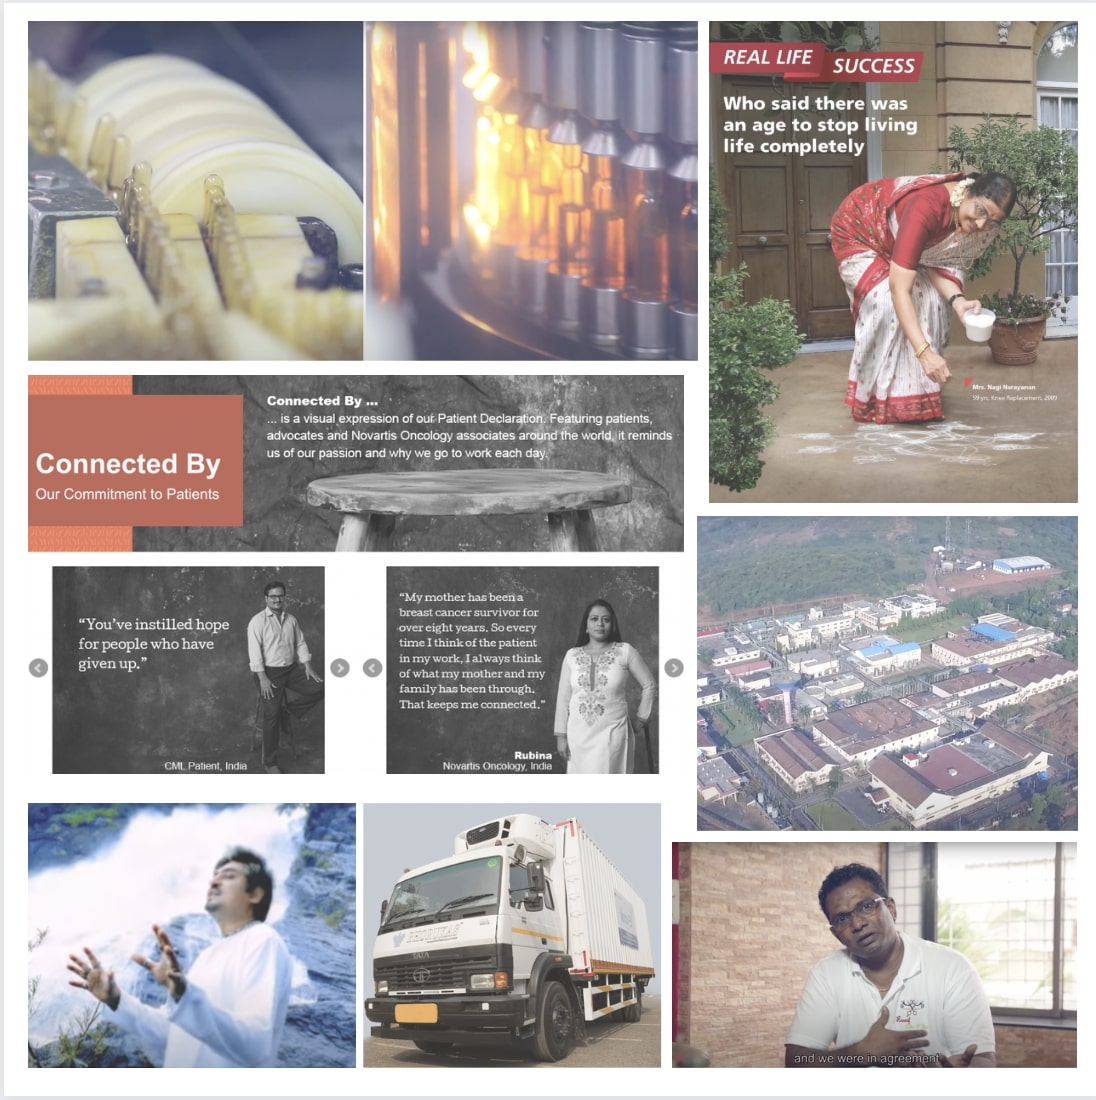 REAL LIFE
SUCCESS
Who said there was
an age to stop living
life completely
Mrs. Nagi Narayanan
59 yrs, Knee Replacement, 2009
Connected By
Our Commitment to Patients
Connected By ...
... is a visual expression of our Patient Declaration. Featuring patients,
advocates and Novartis Oncology associates around the world, it reminds
us of our passion and why we go to work each day.
“You’ve instilled hope
for people who have
given up.”
CML Patient, India
“My mother has been a
breast cancer survivor for
over eight years. So every
time I think of the patient
in my work, I always think
of what my mother and my
family has been through.
That keeps me connected.”
Rubina
Novartis Oncology, India
TATA
and we were in agreement